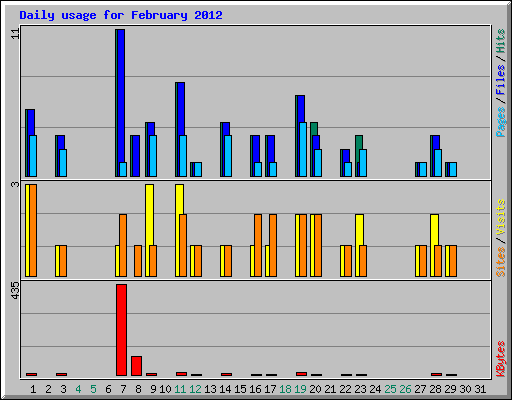 Daily usage for February 2012
11
Pages / Files / Hits
3
Sites / Visits
435
KBytes
1 2 3 4 5 6 7 8 9 10 11 12 13 14 15 16 17 18 19 20 21 22 23 24 25 26 27 28 29 30 31